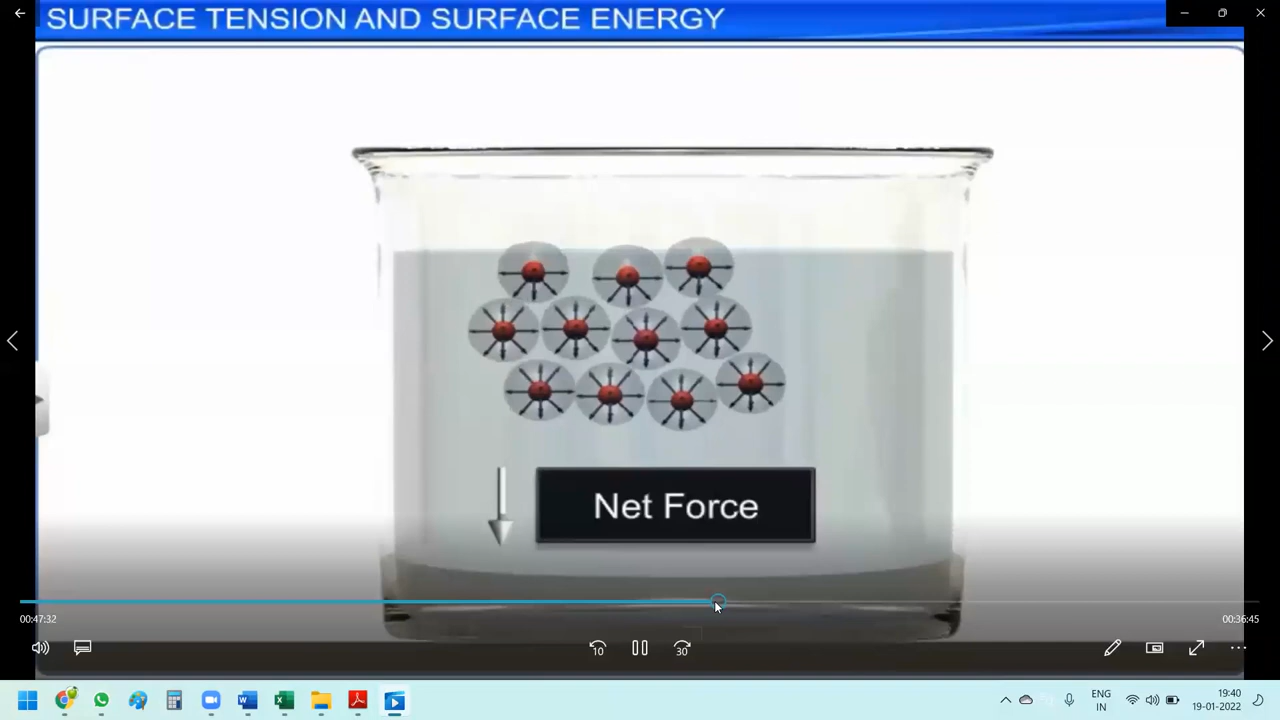 SURFACE TENSION AND SURFACE ENERGY
Net Force
00:47:32
00:36:45
10
30
ENG
IN
19:40
19-01-2022